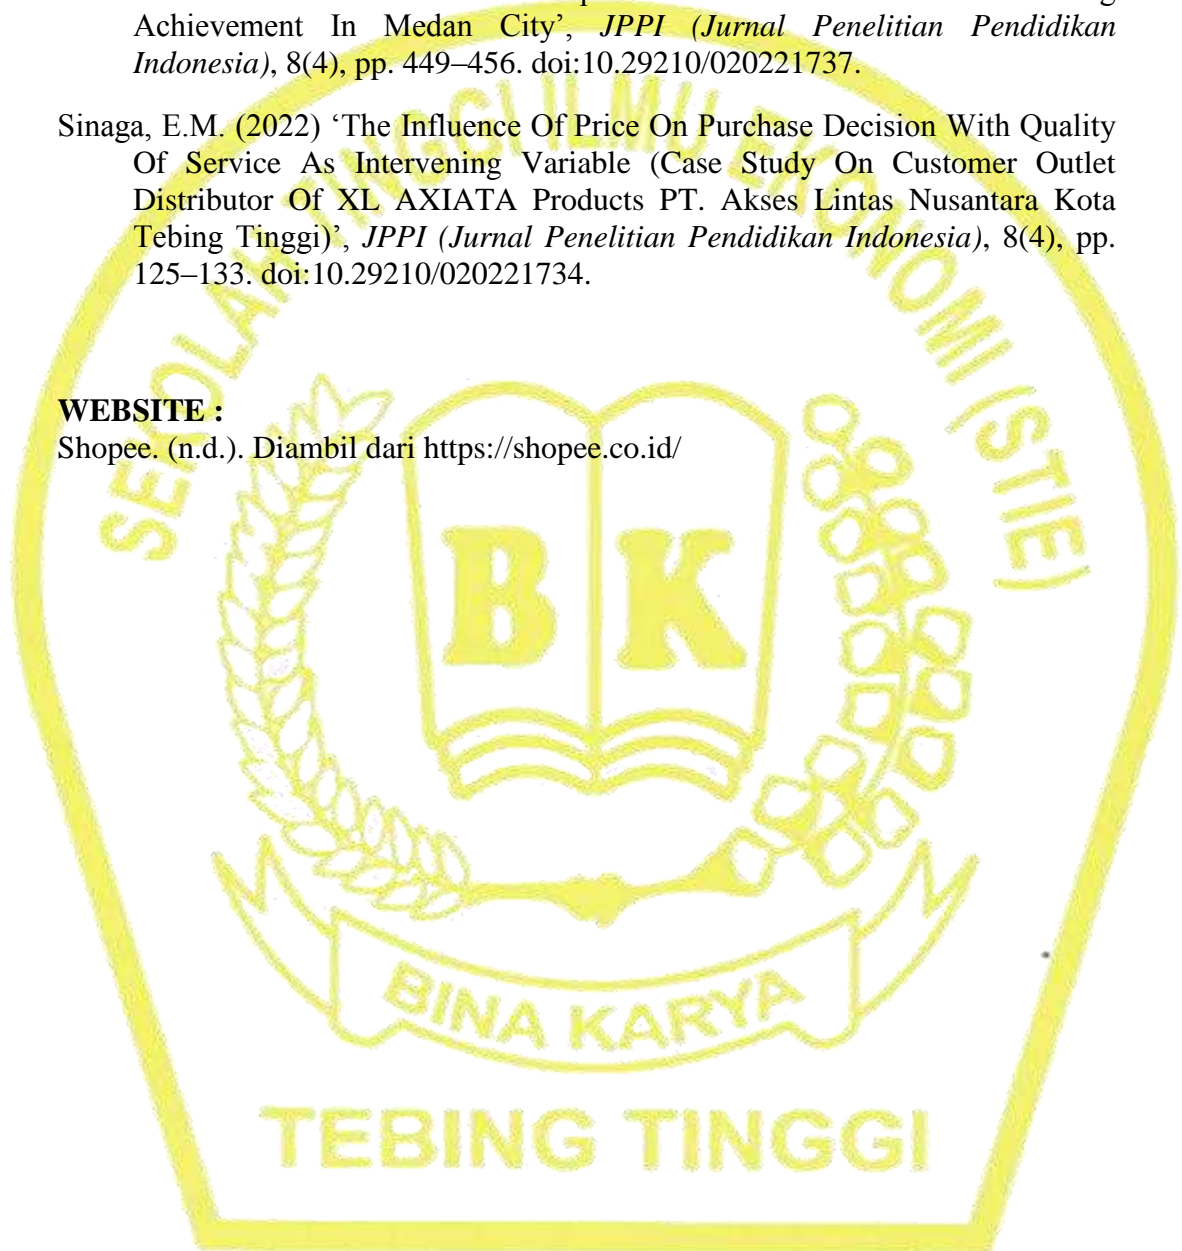 Achievement In Medan City’, JPPI (Jurnal Penelitian Pendidikan
Indonesia), 8(4), pp. 449–456. doi:10.29210/020221737.
Sinaga, E.M. (2022) ‘The Influence Of Price On Purchase Decision With Quality
Of Service As Intervening Variable (Case Study On Customer Outlet
Distributor Of XL AXIATA Products PT. Akses Lintas Nusantara Kota
Tebing Tinggi)’, JPPI (Jurnal Penelitian Pendidikan Indonesia), 8(4), pp.
125–133. doi:10.29210/020221734.
WEBSITE :
Shopee. (n.d.). Diambil dari https://shopee.co.id/
SEKOLAH TINGGI ILMU EKONOMI (STIE)
B K
BINA KARYA
TEBING TINGGI